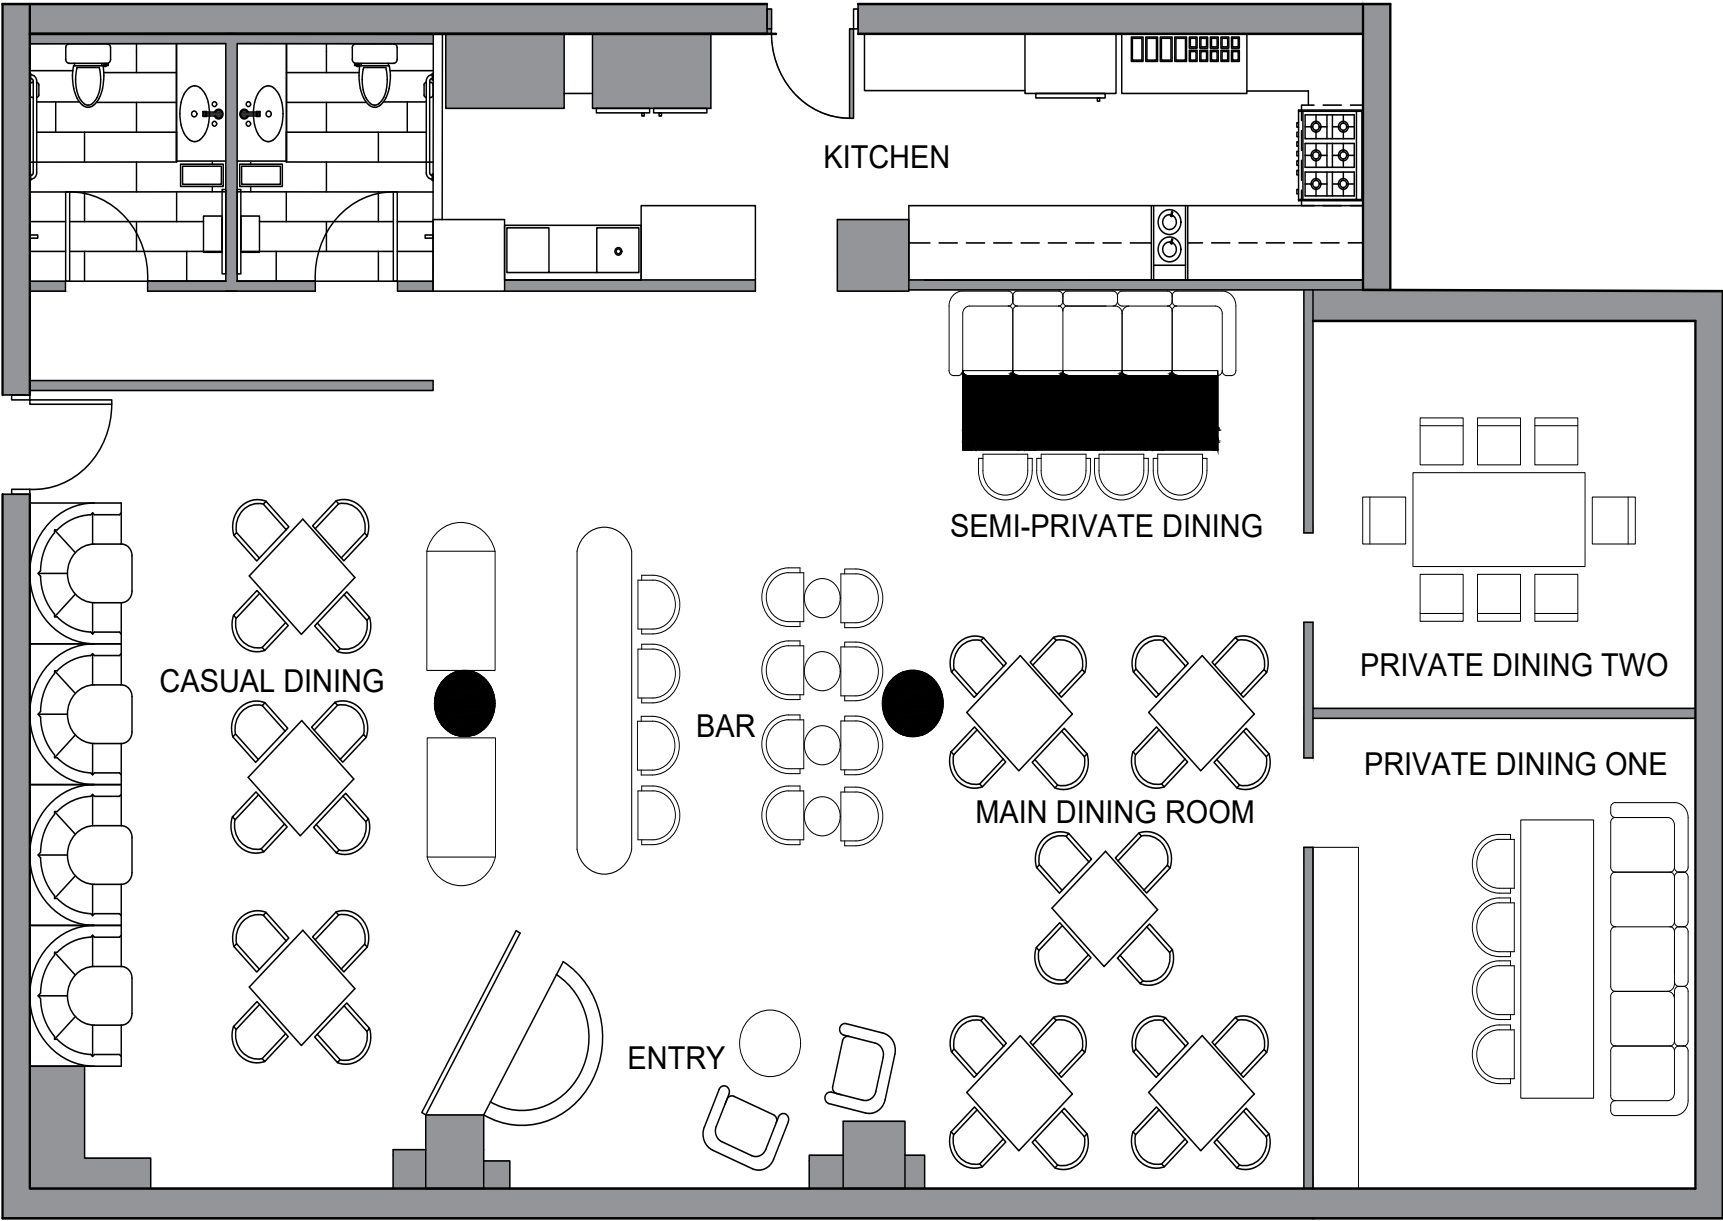 KITCHEN
SEMI-PRIVATE DINING
PRIVATE DINING TWO
CASUAL DINING
BAR
PRIVATE DINING ONE
MAIN DINING ROOM
ENTRY